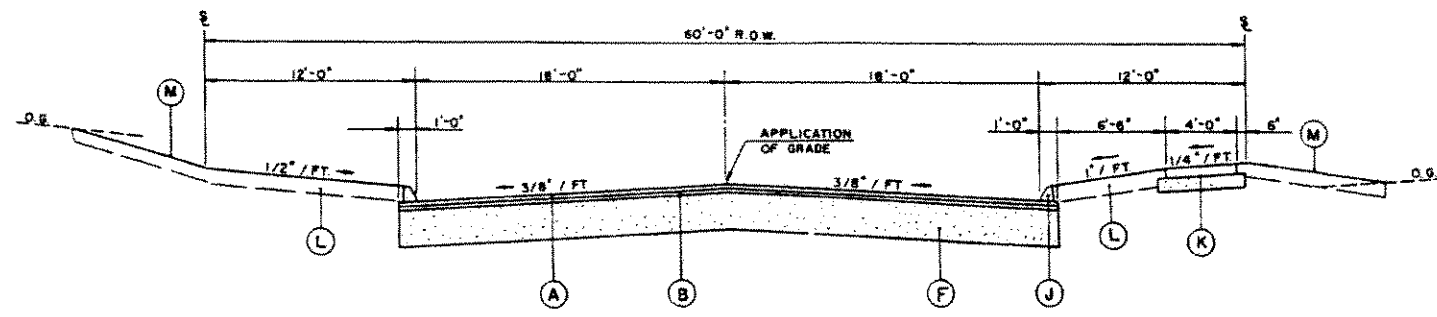 60'-0" R.O.W.
12'-0" 18'-0" 18'-0" 12'-0"
1'-0" 1'-0" 6'-6" 4'-0" 6"
M M
O.G. O.G.
APPLICATION
OF GRADE
1/2" / FT. 3/8" / FT 3/8" / FT 1" / FT. 1/4" / FT.
L L K
A B F J